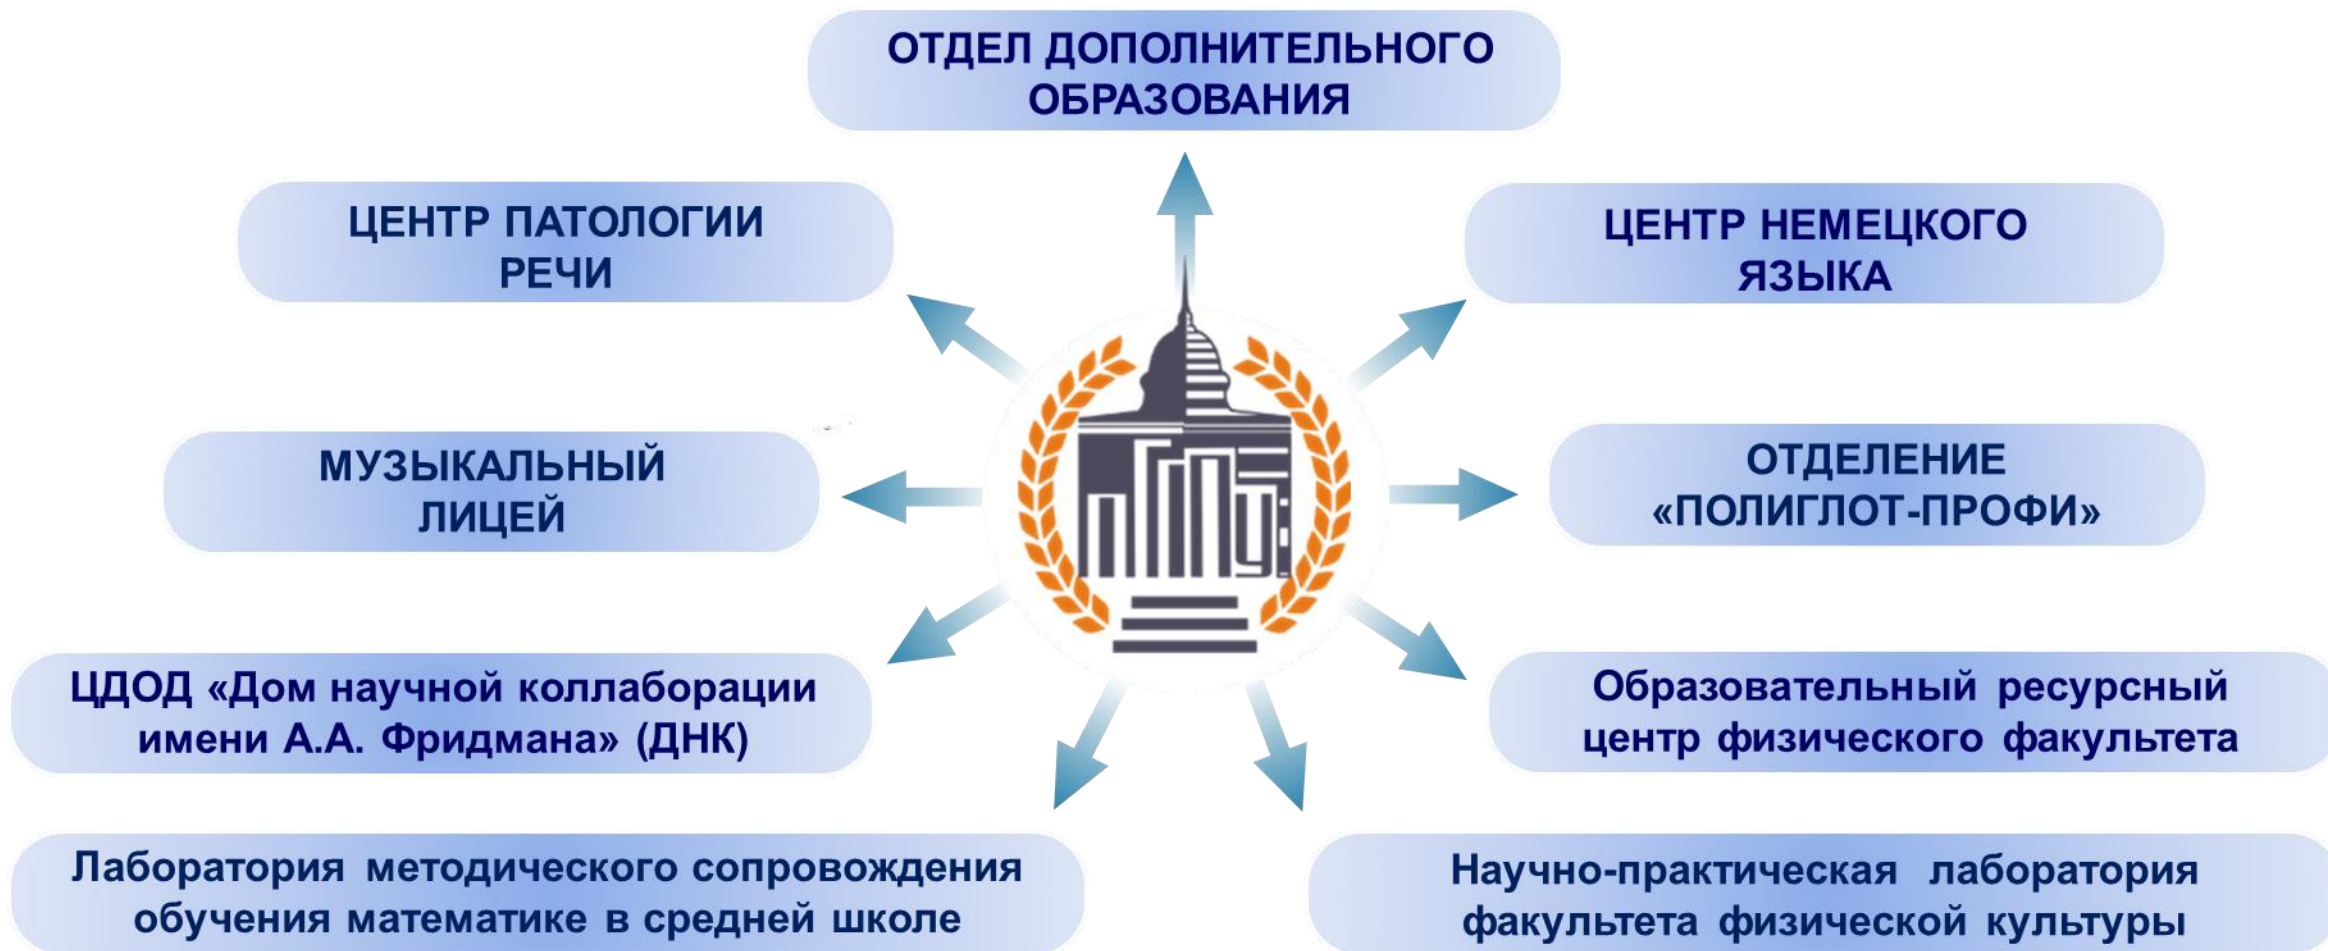 ОТДЕЛ ДОПОЛНИТЕЛЬНОГО
ОБРАЗОВАНИЯ
ЦЕНТР ПАТОЛОГИИ
РЕЧИ
ЦЕНТР НЕМЕЦКОГО
ЯЗЫКА
МУЗЫКАЛЬНЫЙ
ЛИЦЕЙ
ОТДЕЛЕНИЕ
«ПОЛИГЛОТ-ПРОФИ»
ЦДОД «Дом научной коллаборации
имени А.А. Фридмана» (ДНК)
Образовательный ресурсный
центр физического факультета
Лаборатория методического сопровождения
обучения математике в средней школе
Научно-практическая лаборатория
факультета физической культуры